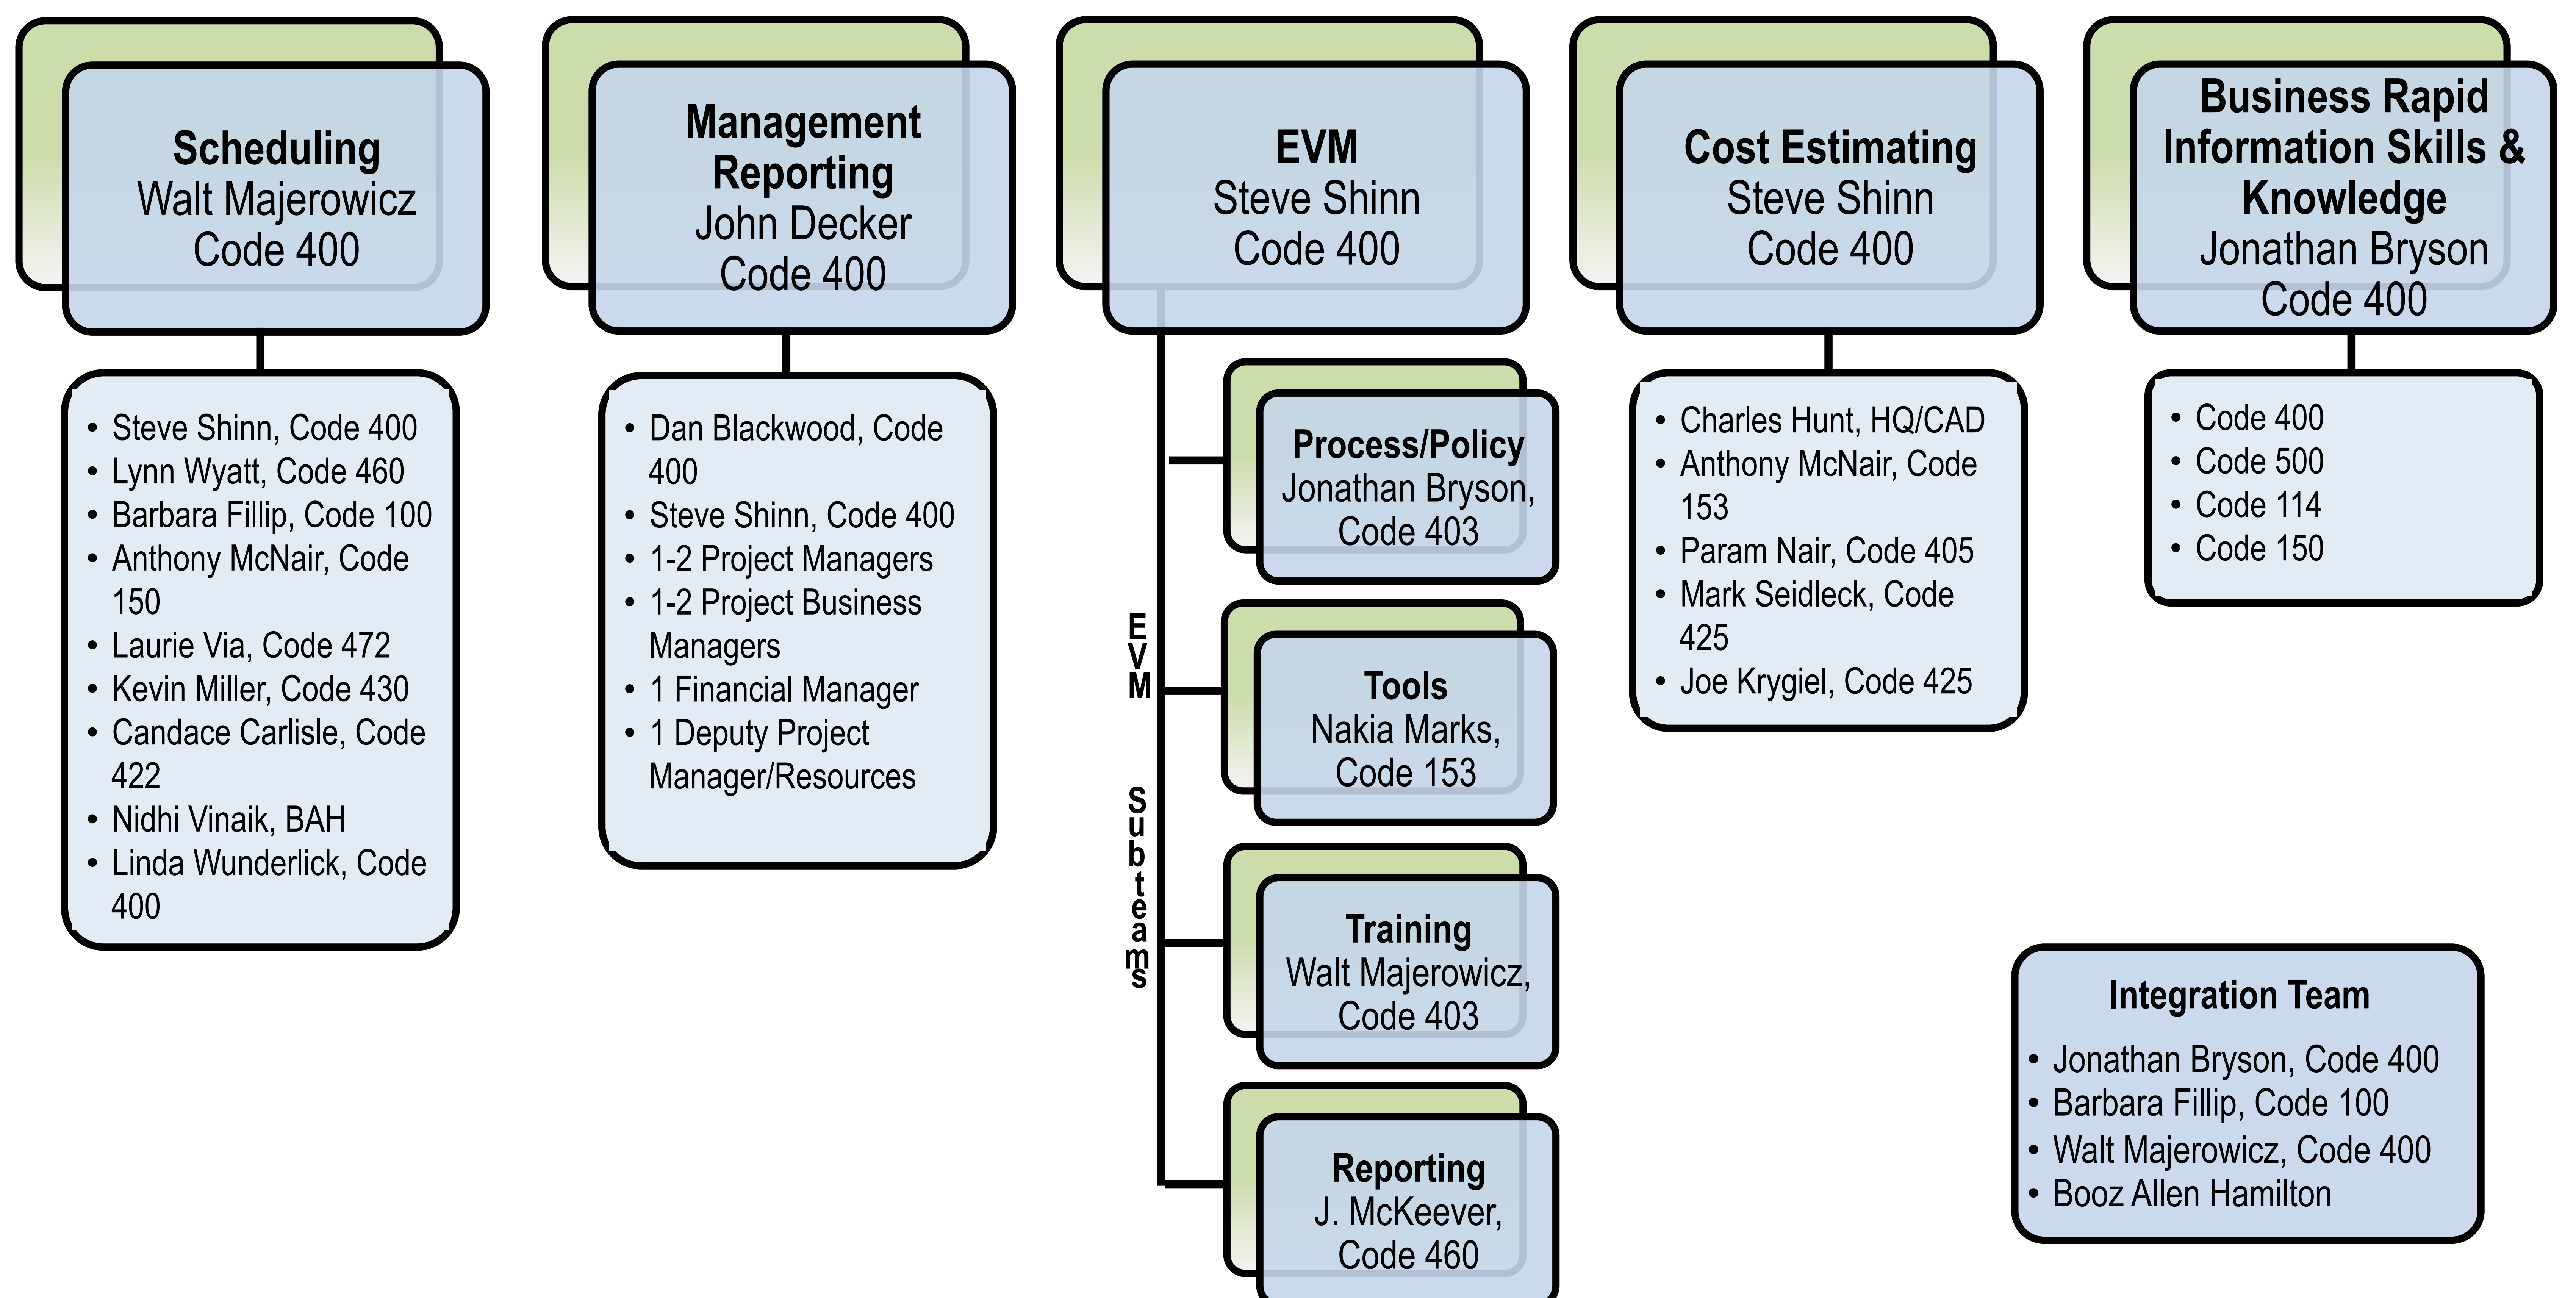 Scheduling
Walt Majerowicz
Code 400
• Steve Shinn, Code 400
• Lynn Wyatt, Code 460
• Barbara Fillip, Code 100
• Anthony McNair, Code
150
• Laurie Via, Code 472
• Kevin Miller, Code 430
• Candace Carlisle, Code
422
• Nidhi Vinaik, BAH
• Linda Wunderlick, Code
400
Management
Reporting
John Decker
Code 400
• Dan Blackwood, Code
400
• Steve Shinn, Code 400
• 1-2 Project Managers
• 1-2 Project Business
Managers
• 1 Financial Manager
• 1 Deputy Project
Manager/Resources
EVM
Steve Shinn
Code 400
EVM Subteams
Process/Policy
Jonathan Bryson,
Code 403
Tools
Nakia Marks,
Code 153
Training
Walt Majerowicz,
Code 403
Reporting
J. McKeever,
Code 460
Cost Estimating
Steve Shinn
Code 400
• Charles Hunt, HQ/CAD
• Anthony McNair, Code
153
• Param Nair, Code 405
• Mark Seidleck, Code
425
• Joe Krygiel, Code 425
Business Rapid
Information Skills &
Knowledge
Jonathan Bryson
Code 400
• Code 400
• Code 500
• Code 114
• Code 150
Integration Team
• Jonathan Bryson, Code 400
• Barbara Fillip, Code 100
• Walt Majerowicz, Code 400
• Booz Allen Hamilton